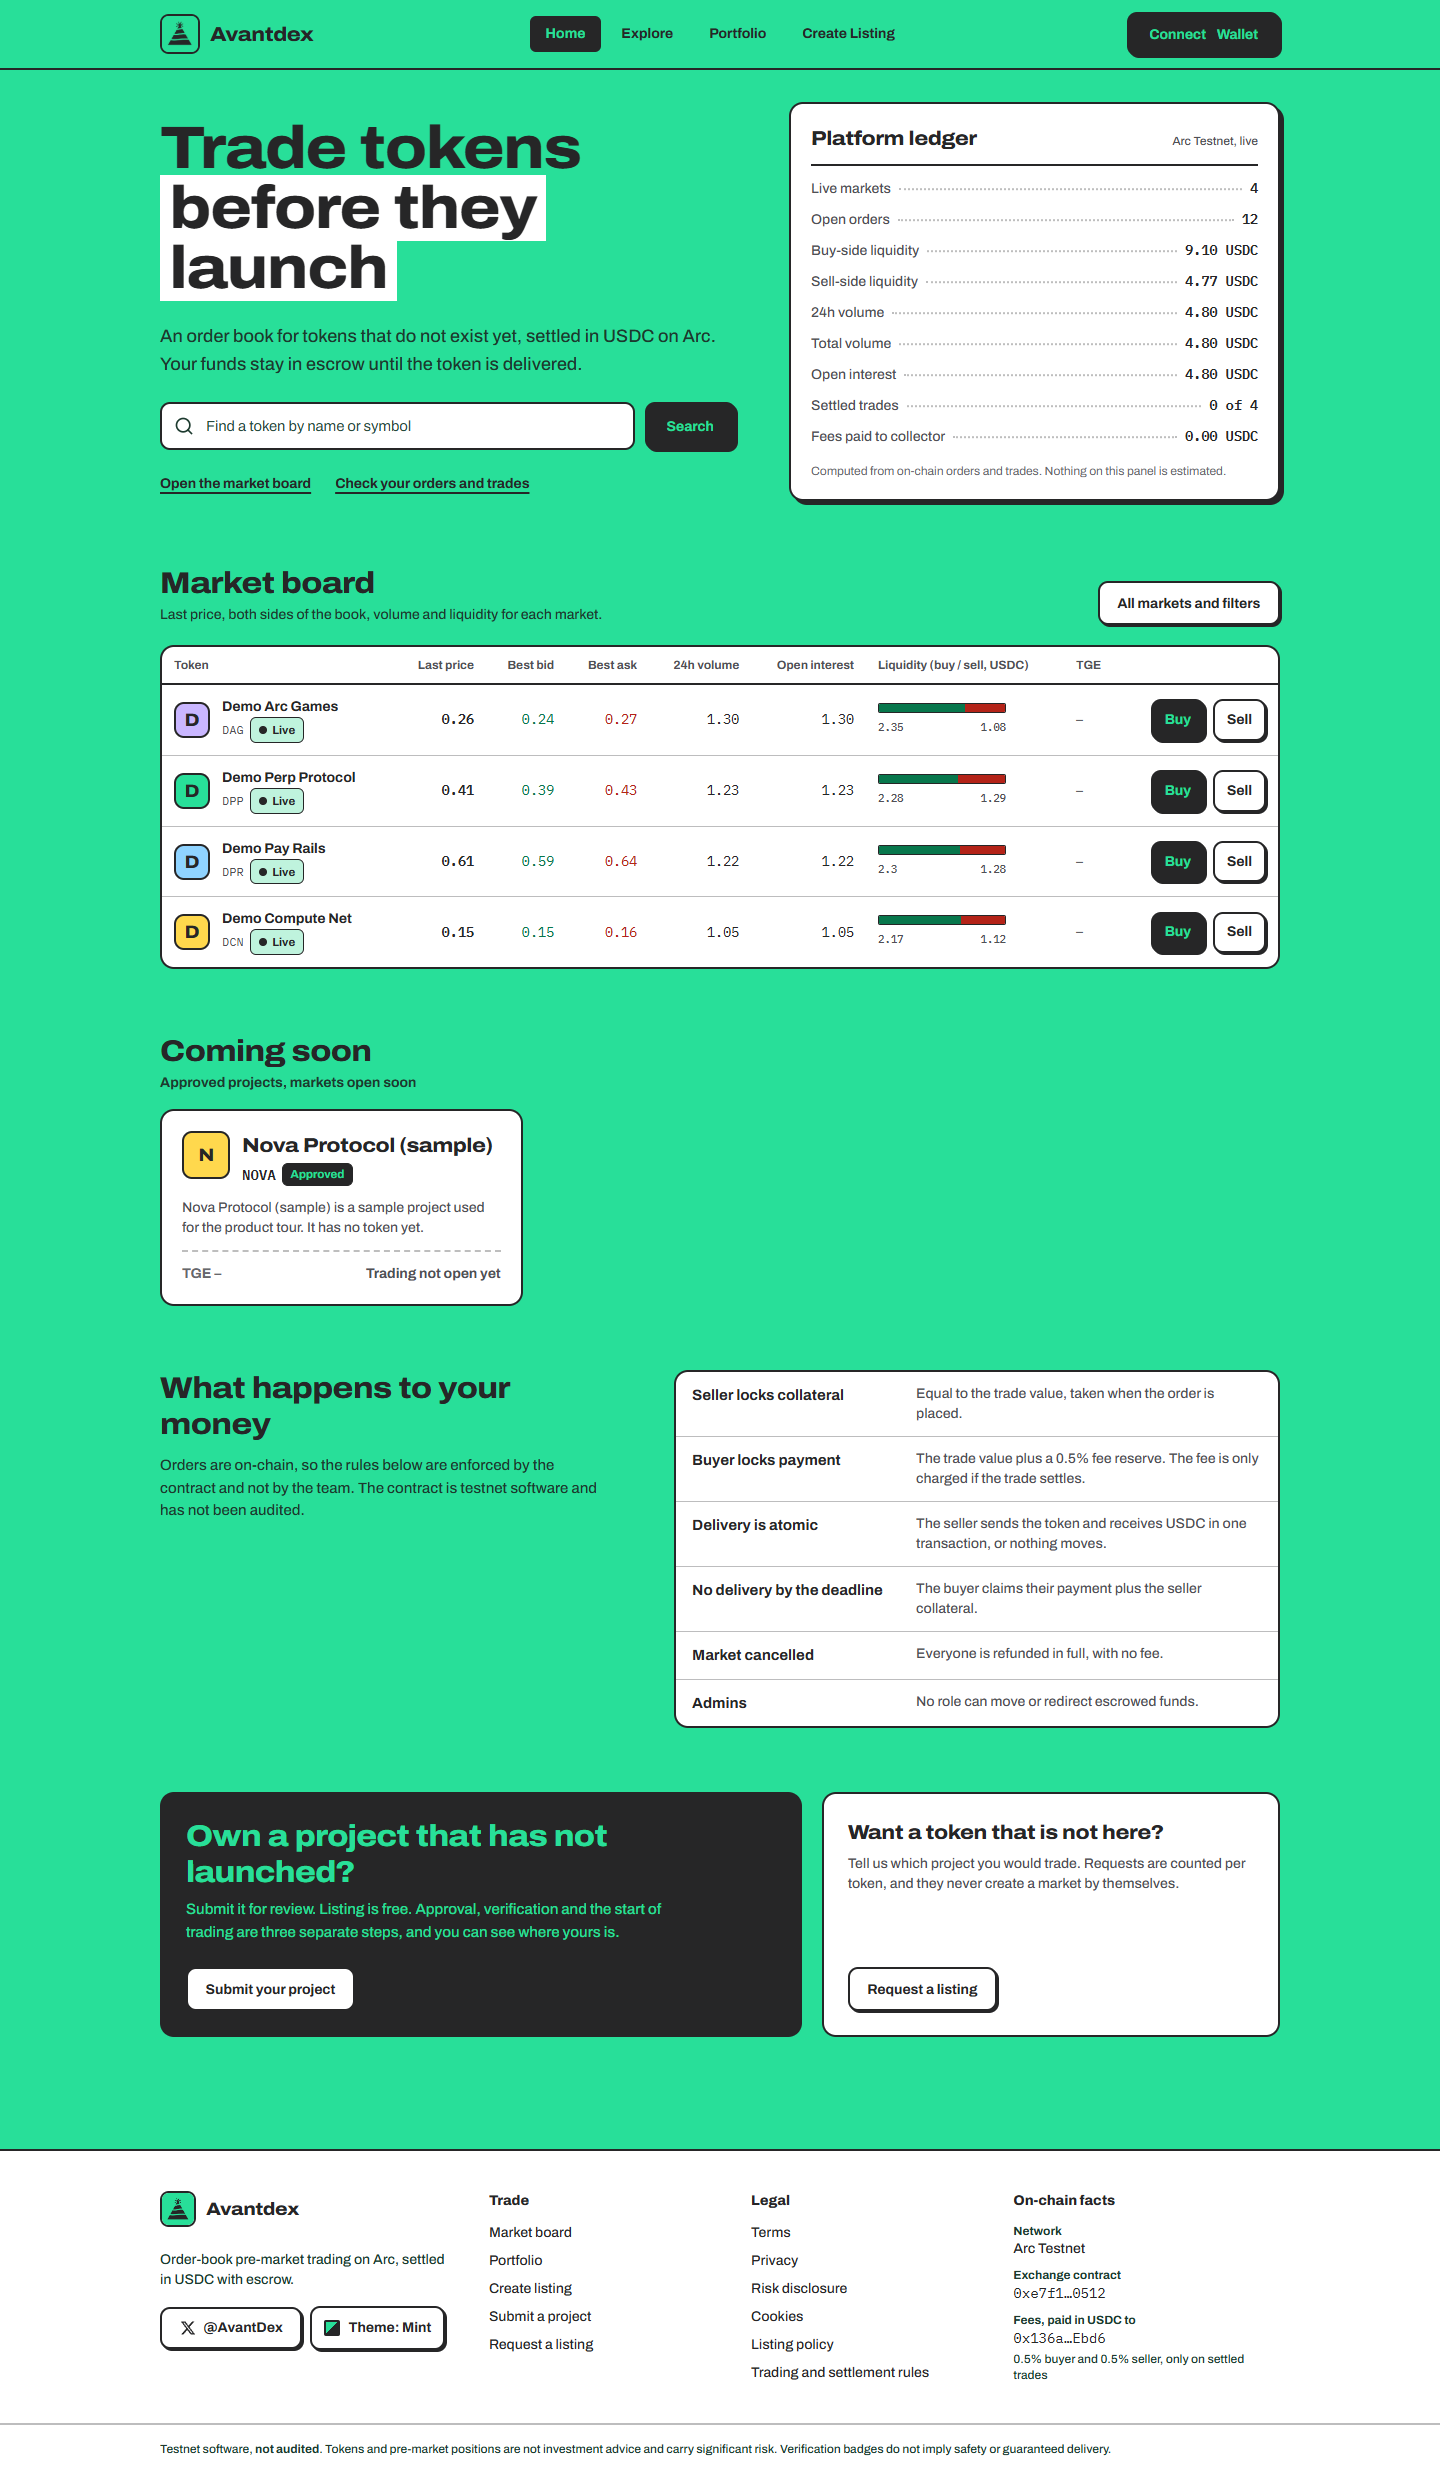 Avantdex
Home Explore Portfolio Create Listing
Connect Wallet
Trade tokens
before they
launch
An order book for tokens that do not exist yet, settled in USDC on Arc.
Your funds stay in escrow until the token is delivered.
Find a token by name or symbol
Search
Open the market board Check your orders and trades
Platform ledger Arc Testnet, live
Live markets 4
Open orders 12
Buy-side liquidity 9.10 USDC
Sell-side liquidity 4.77 USDC
24h volume 4.80 USDC
Total volume 4.80 USDC
Open interest 4.80 USDC
Settled trades 0 of 4
Fees paid to collector 0.00 USDC
Computed from on-chain orders and trades. Nothing on this panel is estimated.
Market board
Last price, both sides of the book, volume and liquidity for each market.
All markets and filters
Token Last price Best bid Best ask 24h volume Open interest Liquidity (buy / sell, USDC) TGE
D Demo Arc Games
DAG Live
0.26 0.24 0.27 1.30 1.30 2.35 1.08 – Buy Sell
D Demo Perp Protocol
DPP Live
0.41 0.39 0.43 1.23 1.23 2.28 1.29 – Buy Sell
D Demo Pay Rails
DPR Live
0.61 0.59 0.64 1.22 1.22 2.3 1.28 – Buy Sell
D Demo Compute Net
DCN Live
0.15 0.15 0.16 1.05 1.05 2.17 1.12 – Buy Sell
Coming soon
Approved projects, markets open soon
N Nova Protocol (sample)
NOVA Approved
Nova Protocol (sample) is a sample project used
for the product tour. It has no token yet.
TGE – Trading not open yet
What happens to your
money
Orders are on-chain, so the rules below are enforced by the
contract and not by the team. The contract is testnet software and
has not been audited.
Seller locks collateral
Equal to the trade value, taken when the order is
placed.
Buyer locks payment
The trade value plus a 0.5% fee reserve. The fee is only
charged if the trade settles.
Delivery is atomic
The seller sends the token and receives USDC in one
transaction, or nothing moves.
No delivery by the deadline
The buyer claims their payment plus the seller
collateral.
Market cancelled
Everyone is refunded in full, with no fee.
Admins
No role can move or redirect escrowed funds.
Own a project that has not
launched?
Submit it for review. Listing is free. Approval, verification and the start of
trading are three separate steps, and you can see where yours is.
Submit your project
Want a token that is not here?
Tell us which project you would trade. Requests are counted per
token, and they never create a market by themselves.
Request a listing
Avantdex
Order-book pre-market trading on Arc, settled
in USDC with escrow.
@AvantDex
Theme: Mint
Trade
Market board
Portfolio
Create listing
Submit a project
Request a listing
Legal
Terms
Privacy
Risk disclosure
Cookies
Listing policy
Trading and settlement rules
On-chain facts
Network
Arc Testnet
Exchange contract
0xe7f1…0512
Fees, paid in USDC to
0x136a…Ebd6
0.5% buyer and 0.5% seller, only on settled
trades
Testnet software, not audited. Tokens and pre-market positions are not investment advice and carry significant risk. Verification badges do not imply safety or guaranteed delivery.